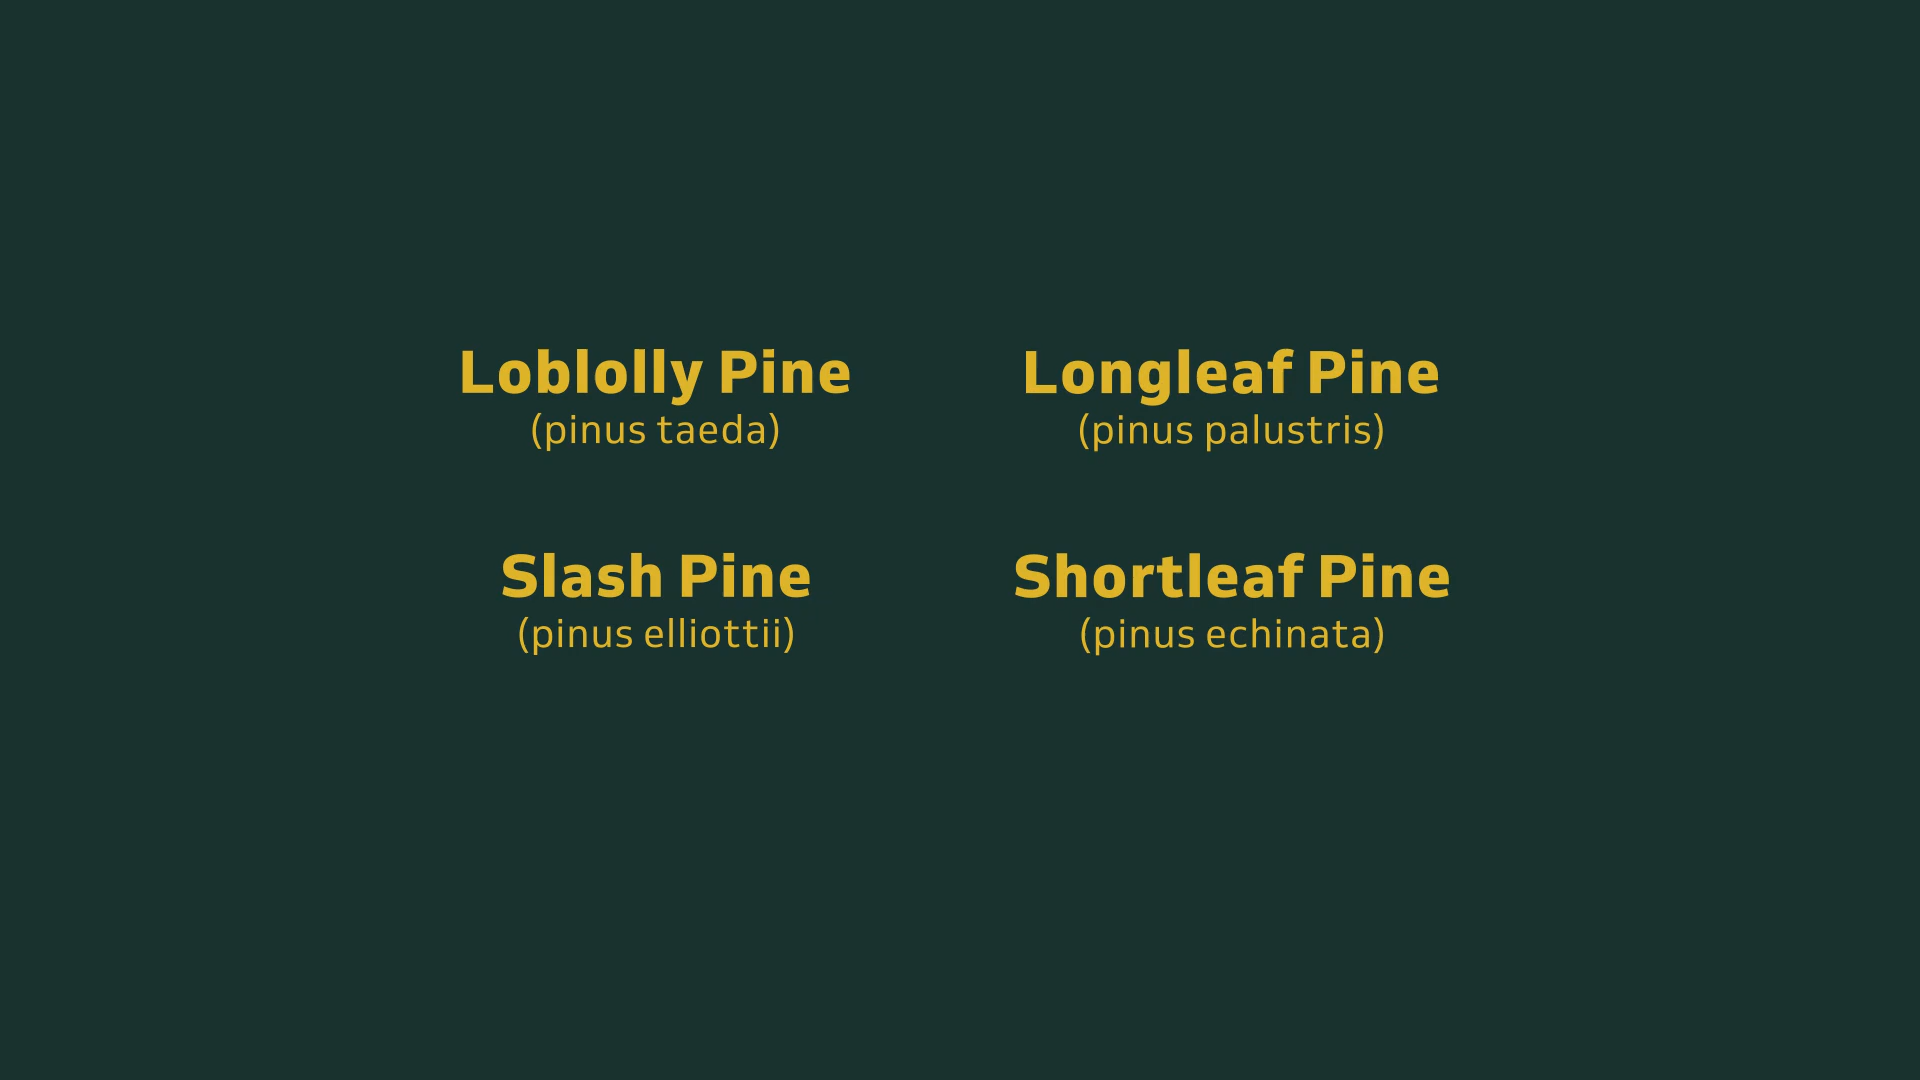 Loblolly Pine
(pinus taeda)
Longleaf Pine
(pinus palustris)
Slash Pine
(pinus elliottii)
Shortleaf Pine
(pinus echinata)